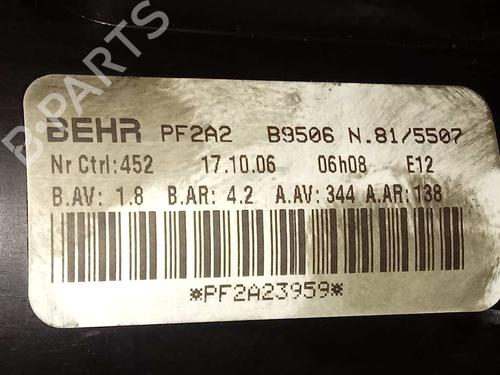 BEHR PF2A2 B9506 N.81/5507
Nr Ctrl:452 17.10.06 06h08 E12
B.AV: 1.8 B.AR: 4.2 A.AV: 344 A.AR: 138
*PF2A23959*
B-PARTS